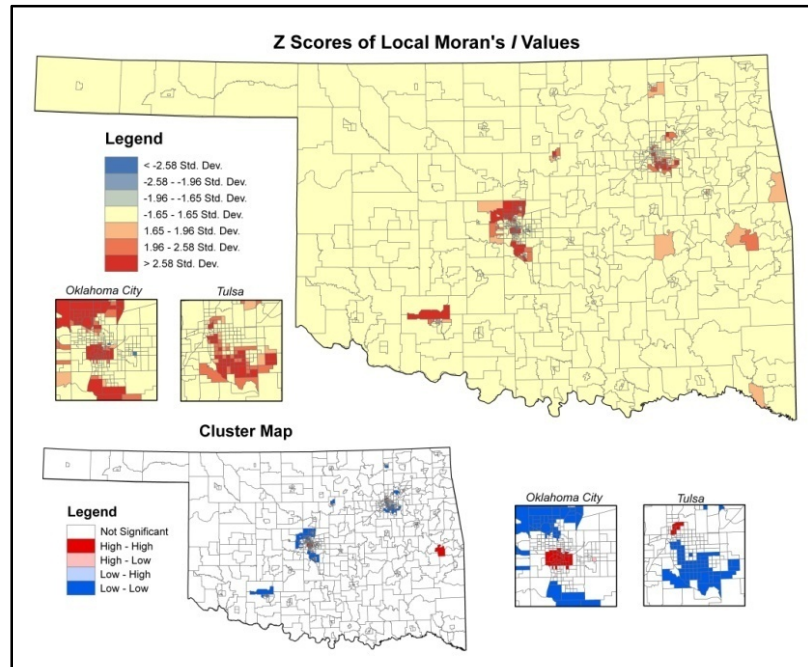 Z Scores of Local Moran's I Values
Legend
< -2.58 Std. Dev.
-2.58 - -1.96 Std. Dev.
-1.96 - -1.65 Std. Dev.
-1.65 - 1.65 Std. Dev.
1.65 - 1.96 Std. Dev.
1.96 - 2.58 Std. Dev.
> 2.58 Std. Dev.
Oklahoma City
Tulsa
Cluster Map
Legend
Not Significant
High - High
High - Low
Low - High
Low - Low
Oklahoma City
Tulsa